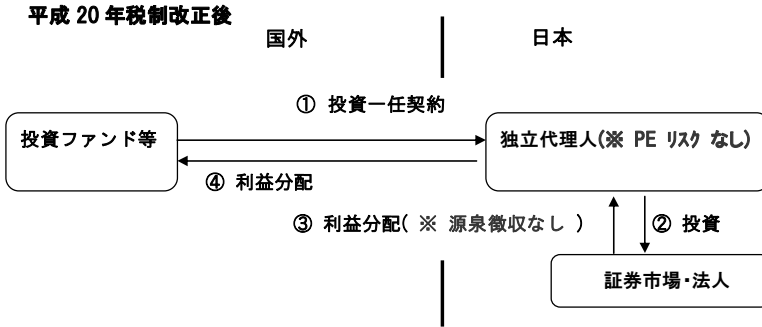 平成 20 年税制改正後
国外
日本
① 投資一任契約
投資ファンド等
独立代理人(※ PE リスク なし)
④ 利益分配
③ 利益分配( ※ 源泉徴収なし )
② 投資
証券市場・法人